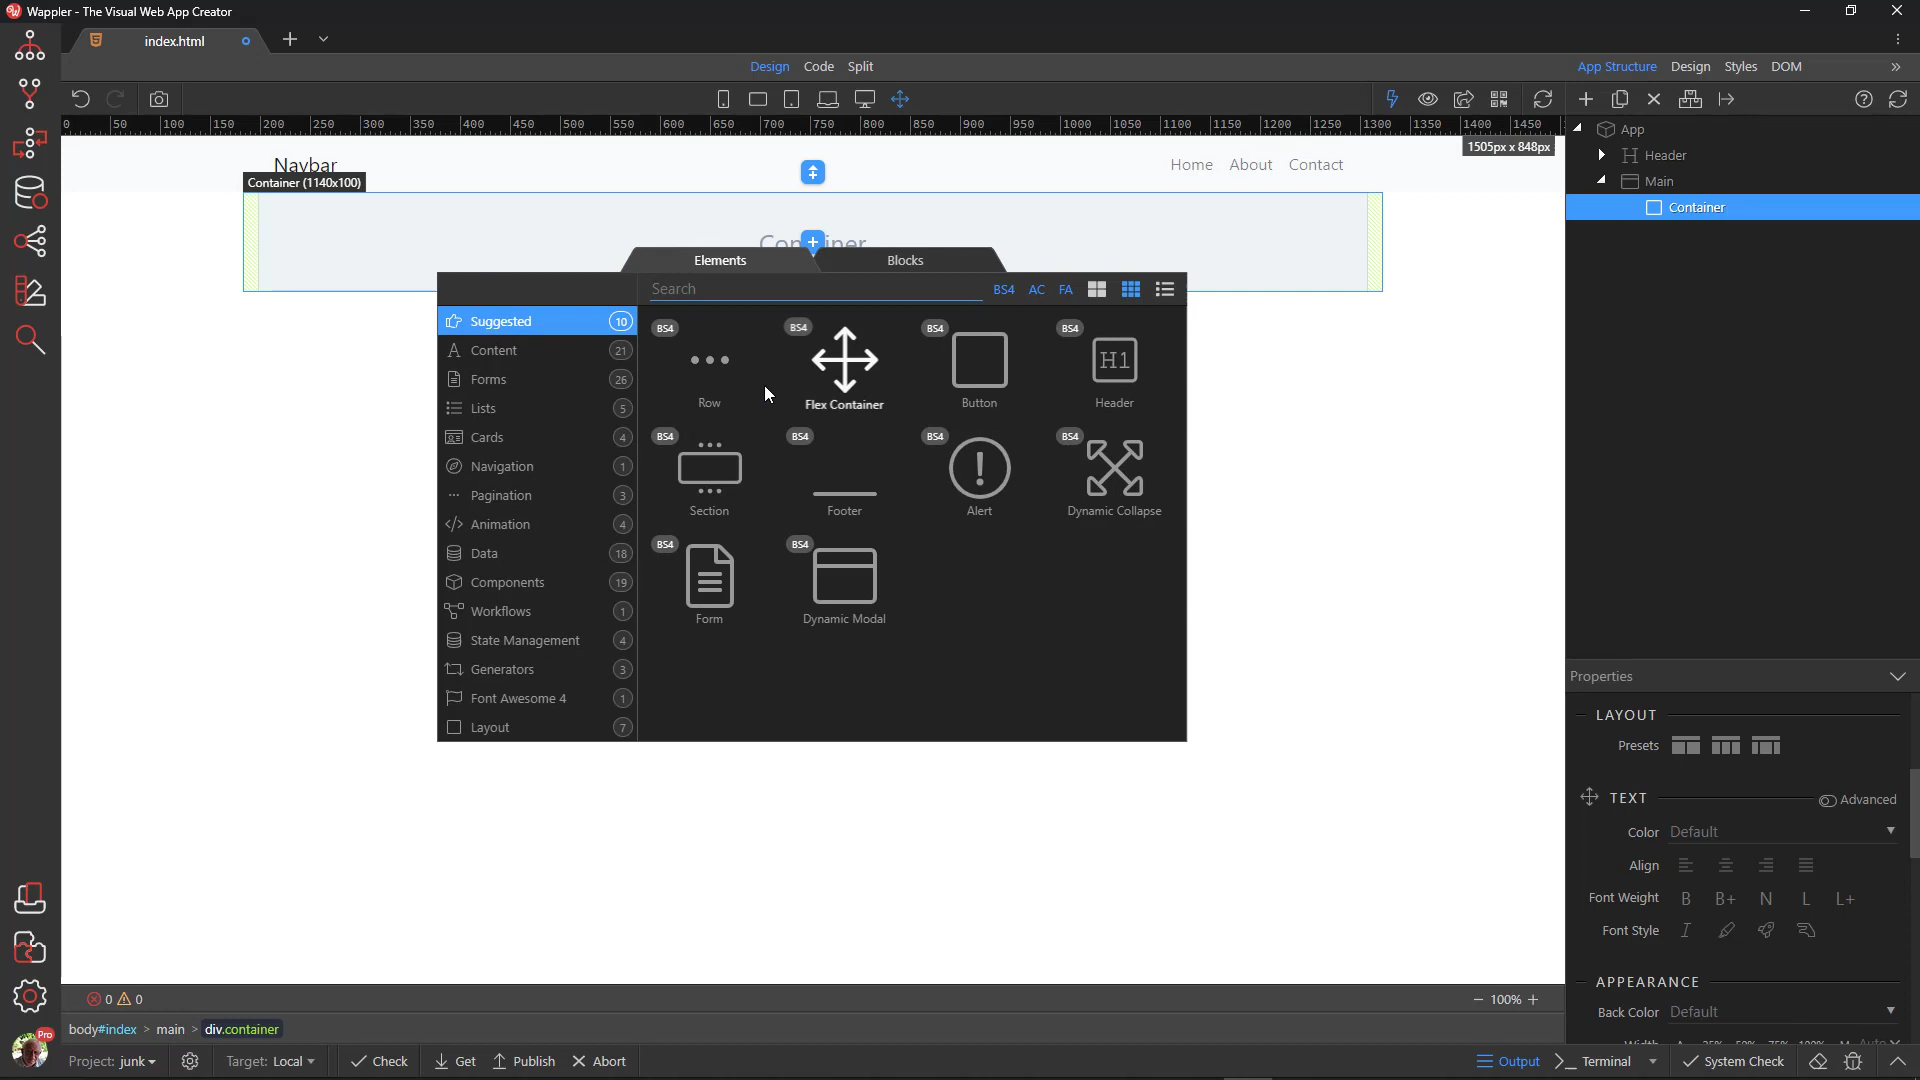 Wappler - The Visual Web App Creator
index.html
Design Code Split
App Structure Design Styles DOM
0 50 100 150 200 250 300 350 400 450 500 550 600 650 700 750 800 850 900 950 1000 1050 1100 1150 1200 1250 1300 1350 1400 1450
1505px x 848px
Navbar
Home About Contact
Container (1140x100)
App
Header
Main
Container
Elements
Blocks
Search
BS4 AC FA
Suggested 10
Content 21
Forms 26
Lists 5
Cards 4
Navigation 1
Pagination 3
Animation 4
Data 18
Components 19
Workflows 1
State Management 4
Generators 3
Font Awesome 4 1
Layout 7
BS4 BS4 BS4 BS4
H1
Row Flex Container Button Header
BS4 BS4 BS4 BS4
Section Footer Alert Dynamic Collapse
BS4 BS4
Form Dynamic Modal
Properties
LAYOUT
Presets
TEXT
Advanced
Color Default
Align
Font Weight B B+ N L L+
Font Style I
APPEARANCE
Back Color Default
0 0
100%
body#index > main > div.container
Pro
Project: junk
Target: Local
Check
Get
Publish
Abort
Output
Terminal
System Check